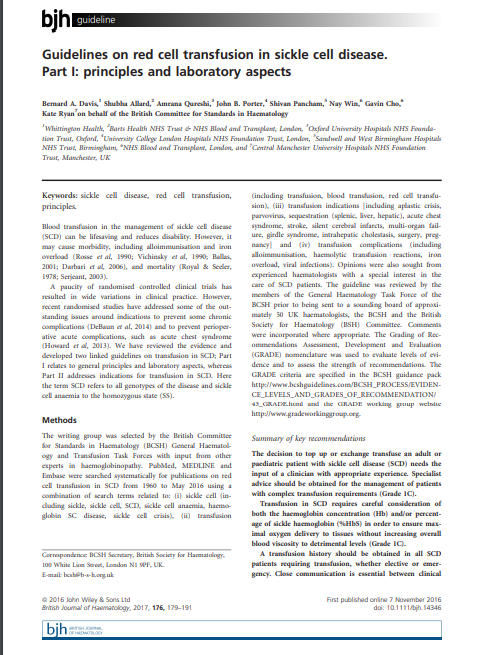 bjh guideline
Guidelines on red cell transfusion in sickle cell disease.
Part I: principles and laboratory aspects
Bernard A. Davis,1 Shubha Allard,2 Amrana Qureshi,3 John B. Porter,4 Shivan Pancham,5 Nay Win,6 Gavin Cho,6
Kate Ryan7on behalf of the British Committee for Standards in Haematology
1Whittington Health, 2Barts Health NHS Trust & NHS Blood and Transplant, London, 3Oxford University Hospitals NHS Founda-
tion Trust, Oxford, 4University College London Hospitals NHS Foundation Trust, London, 5Sandwell and West Birmingham Hospitals
NHS Trust, Birmingham, 6NHS Blood and Transplant, London, and 7Central Manchester University Hospitals NHS Foundation
Trust, Manchester, UK
Keywords: sickle cell disease, red cell transfusion,
principles.
Blood transfusion in the management of sickle cell disease
(SCD) can be lifesaving and reduces disability. However, it
may cause morbidity, including alloimmunisation and iron
overload (Rosse et al, 1990; Vichinsky et al, 1990; Ballas,
2001; Darbari et al, 2006), and mortality (Royal & Seeler,
1978; Serjeant, 2003).
A paucity of randomised controlled clinical trials has
resulted in wide variations in clinical practice. However,
recent randomised studies have addressed some of the out-
standing issues around indications to prevent some chronic
complications (DeBaun et al, 2014) and to prevent perioper-
ative acute complications, such as acute chest syndrome
(Howard et al, 2013). We have reviewed the evidence and
developed two linked guidelines on transfusion in SCD; Part
I relates to general principles and laboratory aspects, whereas
Part II addresses indications for transfusion in SCD. Here
the term SCD refers to all genotypes of the disease and sickle
cell anaemia to the homozygous state (SS).
Methods
The writing group was selected by the British Committee
for Standards in Haematology (BCSH) General Haematol-
ogy and Transfusion Task Forces with input from other
experts in haemoglobinopathy. PubMed, MEDLINE and
Embase were searched systematically for publications on red
cell transfusion in SCD from 1960 to May 2016 using a
combination of search terms related to: (i) sickle cell (in-
cluding sickle, sickle cell, SCD, sickle cell anaemia, haemo-
globin SC disease, sickle cell crisis), (ii) transfusion
Correspondence: BCSH Secretary, British Society for Haematology,
100 White Lion Street, London N1 9PF, UK.
E-mail: bcsh@b-s-h.org.uk
(including transfusion, blood transfusion, red cell transfu-
sion), (iii) transfusion indications [including aplastic crisis,
parvovirus, sequestration (splenic, liver, hepatic), acute chest
syndrome, stroke, silent cerebral infarcts, multi-organ fail-
ure, girdle syndrome, intrahepatic cholestasis, surgery, preg-
nancy] and (iv) transfusion complications (including
alloimmunisation, haemolytic transfusion reactions, iron
overload, viral infections). Opinions were also sought from
experienced haematologists with a special interest in the
care of SCD patients. The guideline was reviewed by the
members of the General Haematology Task Force of the
BCSH prior to being sent to a sounding board of approxi-
mately 50 UK haematologists, the BCSH and the British
Society for Haematology (BSH) Committee. Comments
were incorporated where appropriate. The Grading of Rec-
ommendations Assessment, Development and Evaluation
(GRADE) nomenclature was used to evaluate levels of evi-
dence and to assess the strength of recommendations. The
GRADE criteria are specified in the BCSH guidance pack
http://www.bcshguidelines.com/BCSH_PROCESS/EVIDEN-
CE_LEVELS_AND_GRADES_OF_RECOMMENDATION/
43_GRADE.html and the GRADE working group website
http://www.gradeworkinggroup.org.
Summary of key recommendations
The decision to top up or exchange transfuse an adult or
paediatric patient with sickle cell disease (SCD) needs the
input of a clinician with appropriate experience. Specialist
advice should be obtained for the management of patients
with complex transfusion requirements (Grade 1C).
Transfusion in SCD requires careful consideration of
both the haemoglobin concentration (Hb) and/or percent-
age of sickle haemoglobin (%HbS) in order to ensure max-
imal oxygen delivery to tissues without increasing overall
blood viscosity to detrimental levels (Grade 1C).
A transfusion history should be obtained in all SCD
patients requiring transfusion, whether elective or emer-
gency. Close communication is essential between clinical
© 2016 John Wiley & Sons Ltd
British Journal of Haematology, 2017, 176, 179–191
First published online 7 November 2016
doi: 10.1111/bjh.14346
bjh BRITISH JOURNAL
OF HAEMATOLOGY